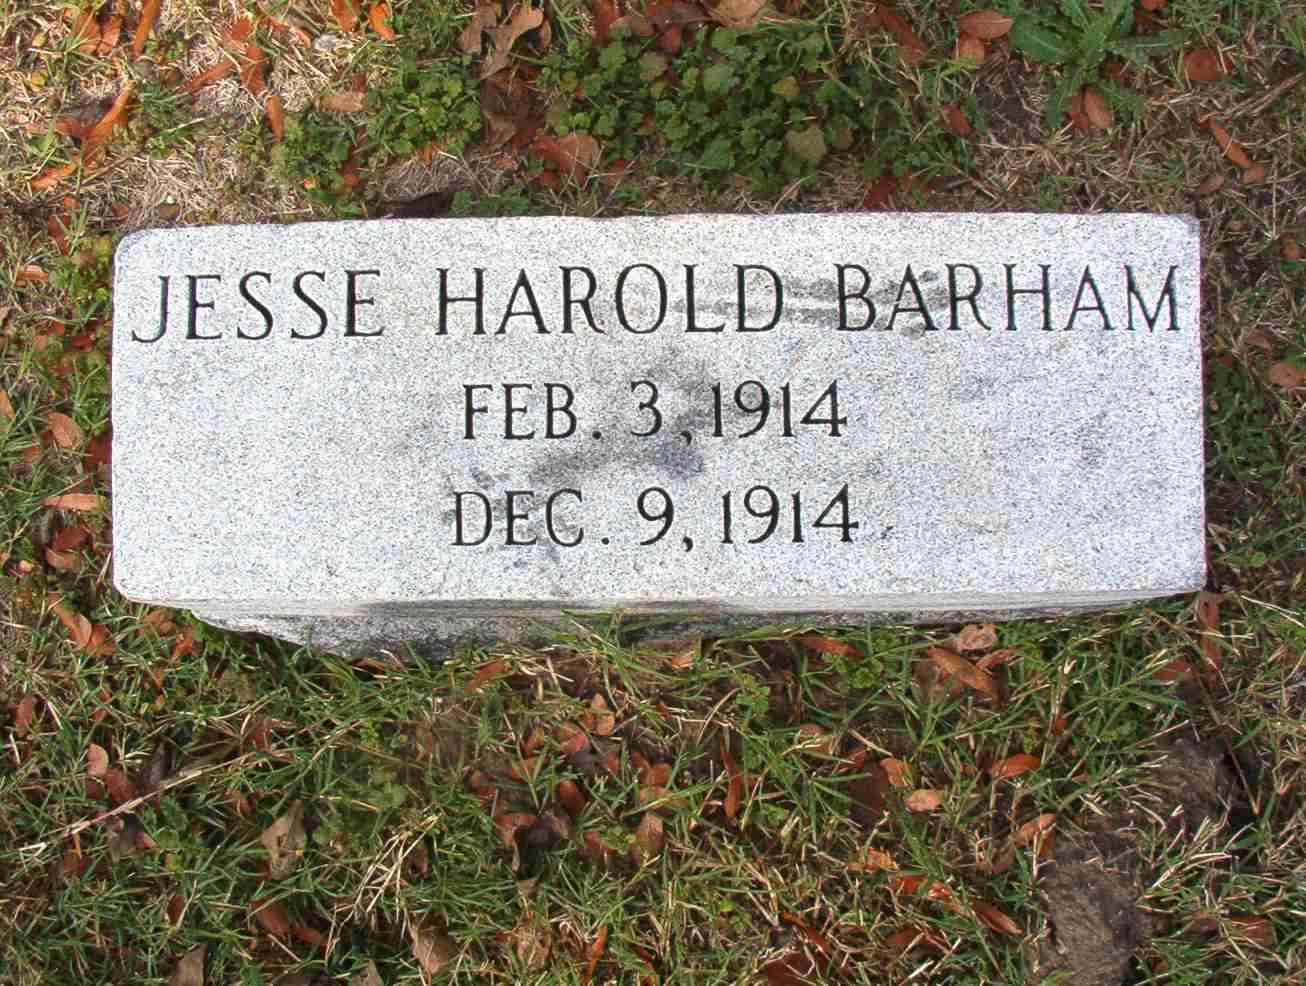 JESSE HAROLD BARHAM
FEB. 3, 1914
DEC. 9, 1914